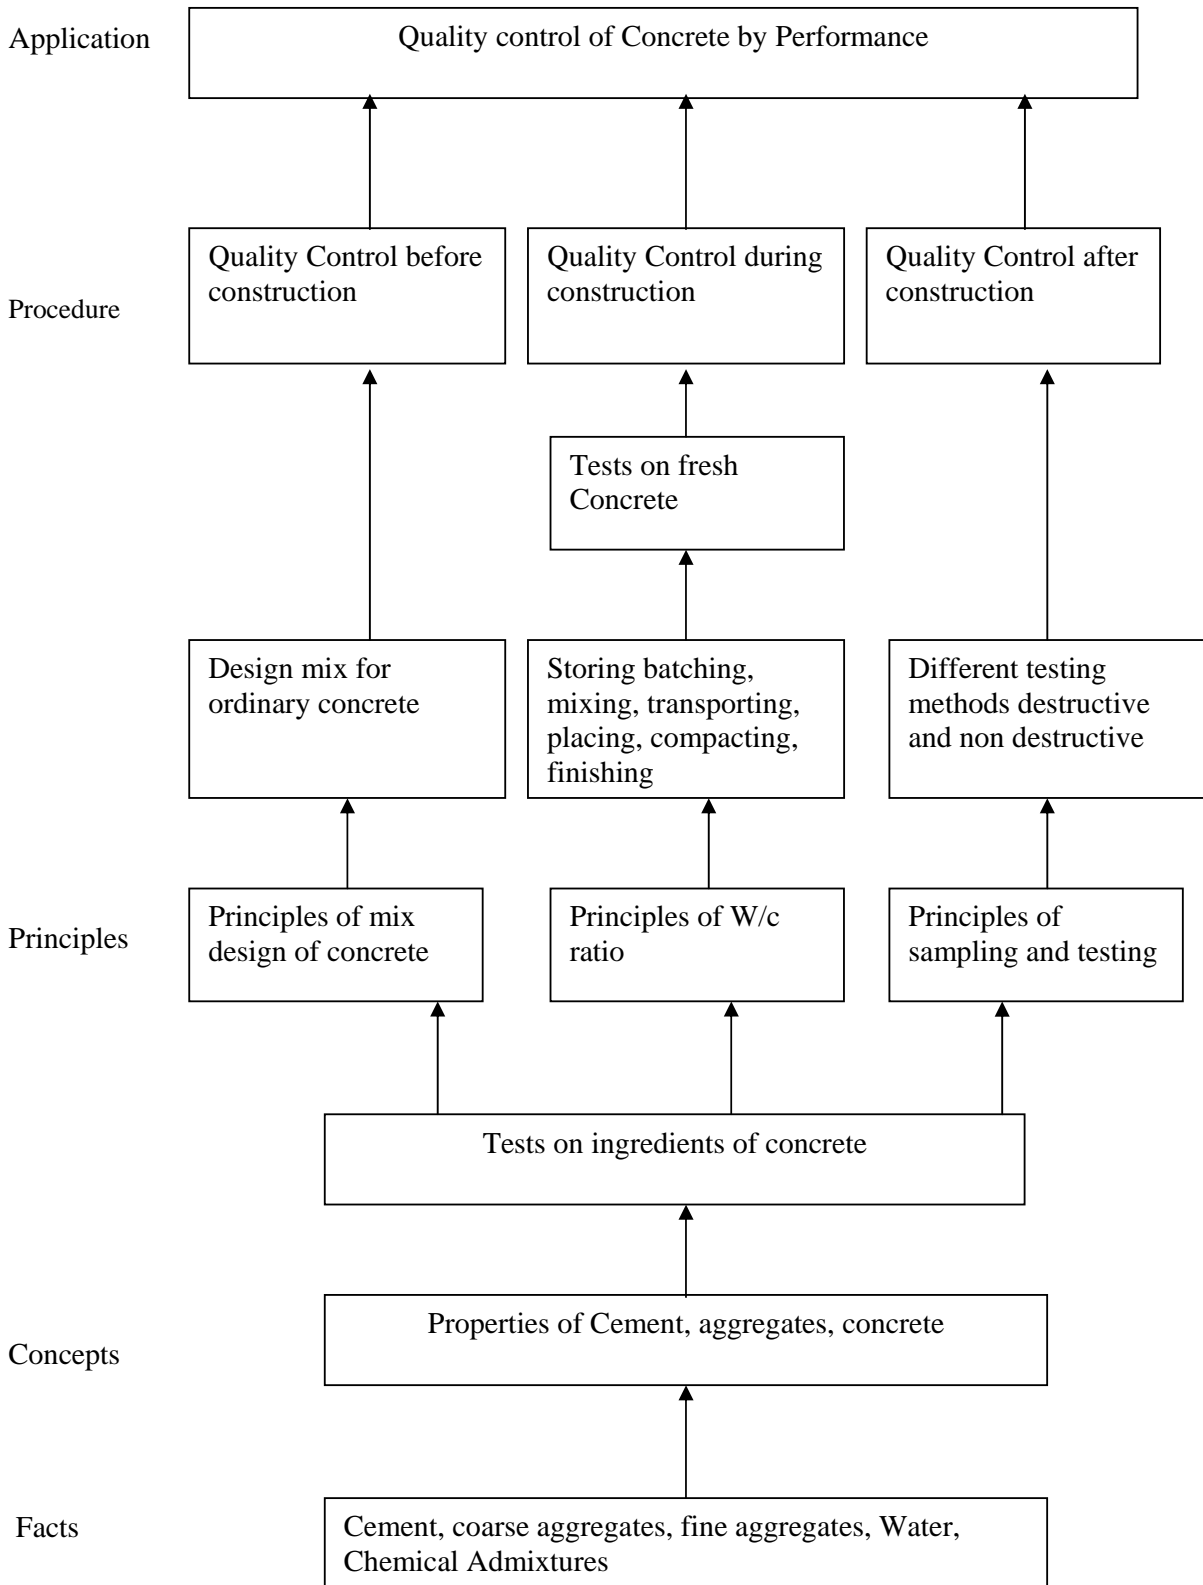 Application
Quality control of Concrete by Performance
Procedure
Quality Control before
construction
Quality Control during
construction
Quality Control after
construction
Tests on fresh
Concrete
Design mix for
ordinary concrete
Storing batching,
mixing, transporting,
placing, compacting,
finishing
Different testing
methods destructive
and non destructive
Principles
Principles of mix
design of concrete
Principles of W/c
ratio
Principles of
sampling and testing
Tests on ingredients of concrete
Concepts
Properties of Cement, aggregates, concrete
Facts
Cement, coarse aggregates, fine aggregates, Water,
Chemical Admixtures